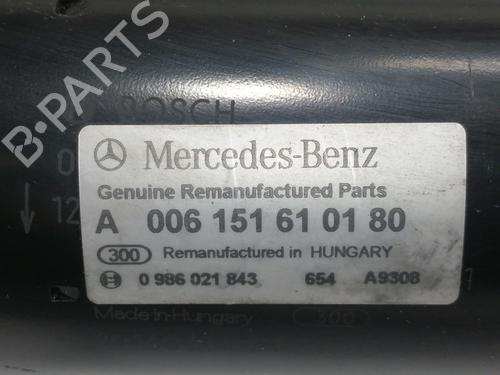 BOSCH
Mercedes-Benz
Genuine Remanufactured Parts
A 006 151 61 01 80
300 Remanufactured in HUNGARY
0 986 021 843 654 A9308
Made in Hungary 300